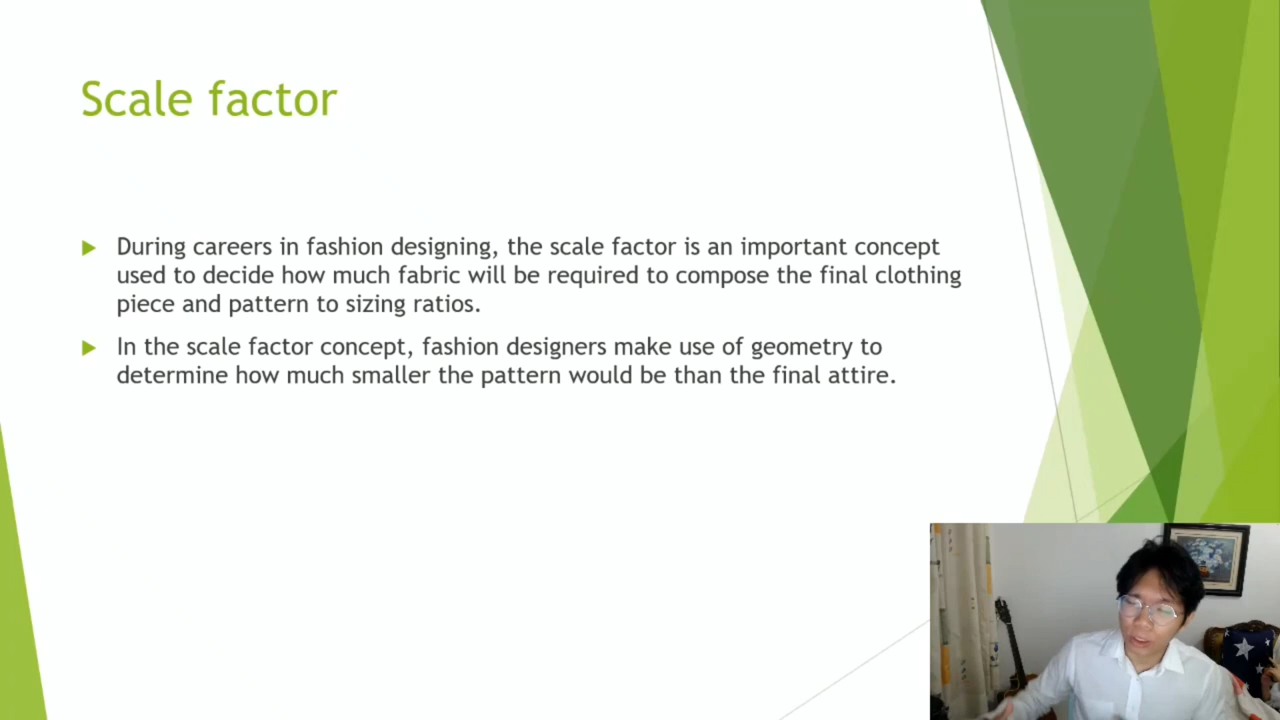 Scale factor
During careers in fashion designing, the scale factor is an important concept
used to decide how much fabric will be required to compose the final clothing
piece and pattern to sizing ratios.
In the scale factor concept, fashion designers make use of geometry to
determine how much smaller the pattern would be than the final attire.